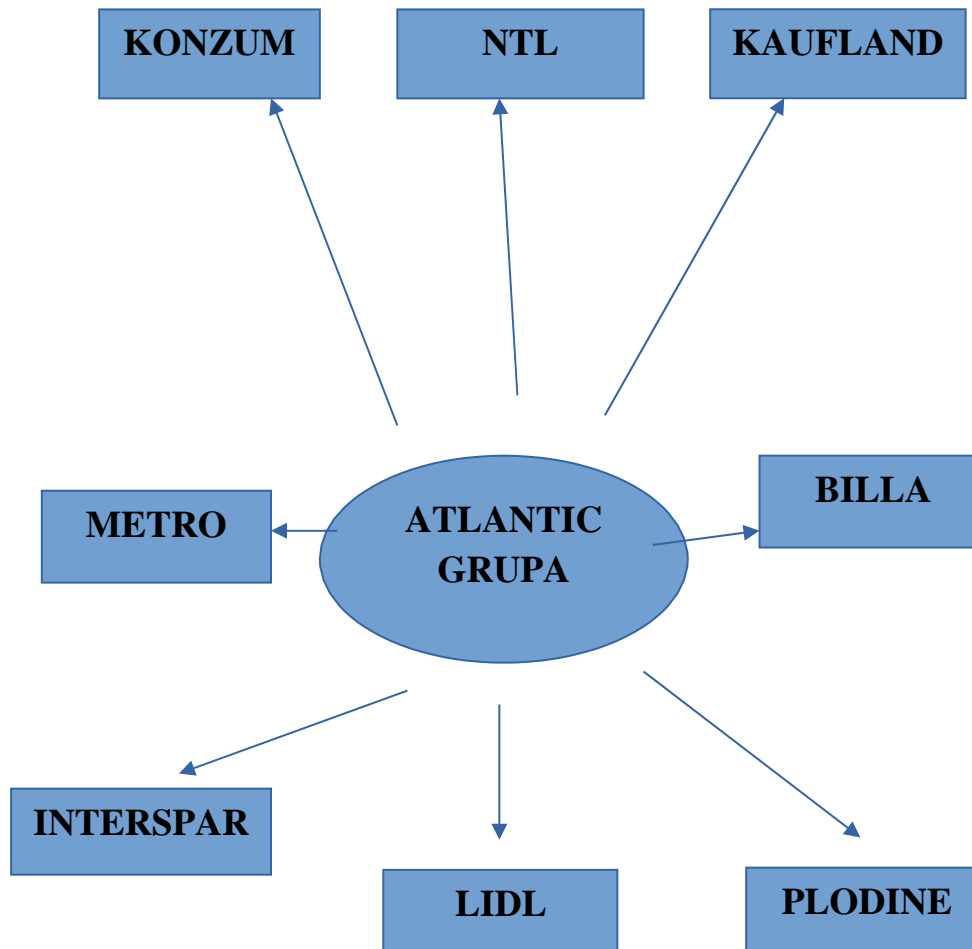 KONZUM
NTL
KAUFLAND
METRO
ATLANTIC
GRUPA
BILLA
INTERSPAR
LIDL
PLODINE